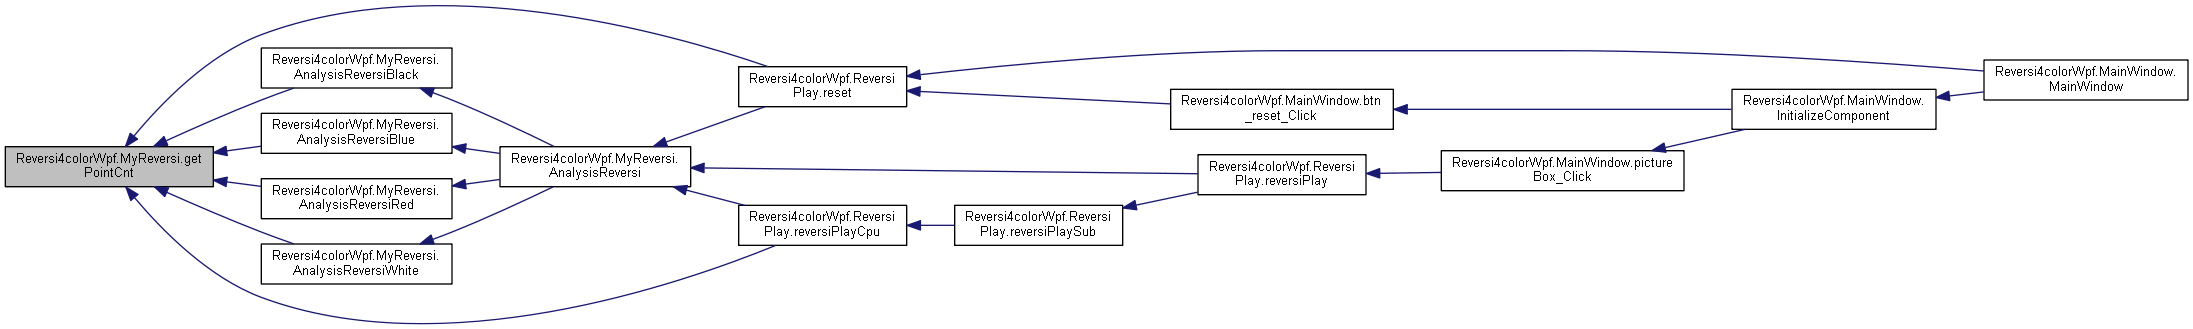 Reversi4colorWpf.MyReversi.get
PointCnt
Reversi4colorWpf.MyReversi.
AnalysisReversiBlack
Reversi4colorWpf.MyReversi.
AnalysisReversiBlue
Reversi4colorWpf.MyReversi.
AnalysisReversiRed
Reversi4colorWpf.MyReversi.
AnalysisReversiWhite
Reversi4colorWpf.MyReversi.
AnalysisReversi
Reversi4colorWpf.Reversi
Play.reset
Reversi4colorWpf.Reversi
Play.reversiPlayCpu
Reversi4colorWpf.Reversi
Play.reversiPlaySub
Reversi4colorWpf.MainWindow.btn
_reset_Click
Reversi4colorWpf.Reversi
Play.reversiPlay
Reversi4colorWpf.MainWindow.picture
Box_Click
Reversi4colorWpf.MainWindow.
InitializeComponent
Reversi4colorWpf.MainWindow.
MainWindow